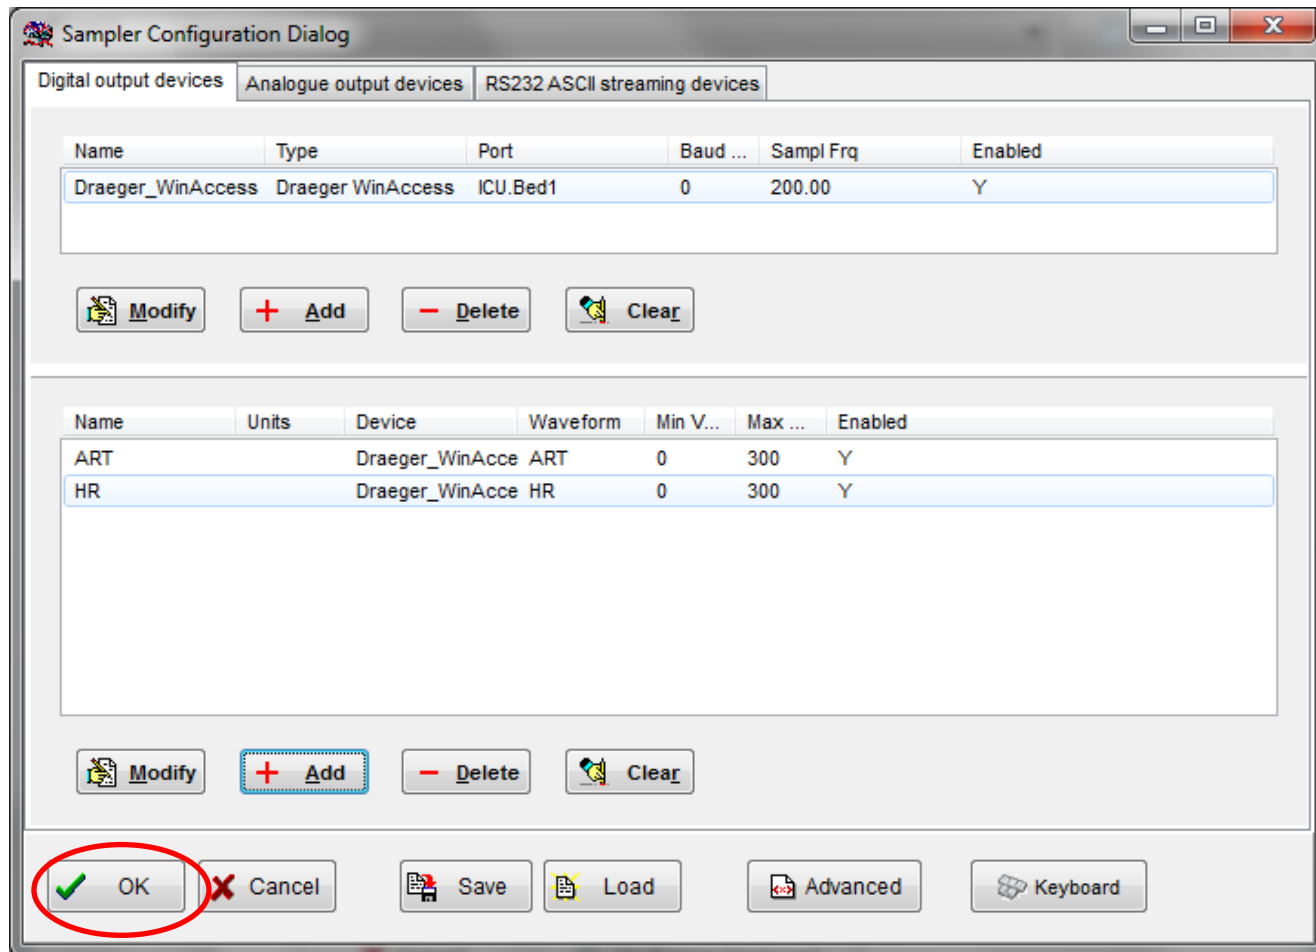 Sampler Configuration Dialog
Digital output devices Analogue output devices RS232 ASCII streaming devices
Name Type Port Baud ... Sampl Frq Enabled
Draeger_WinAccess Draeger WinAccess ICU.Bed1 0 200.00 Y
Modify Add Delete Clear
Name Units Device Waveform Min V... Max ... Enabled
ART Draeger_WinAcce ART 0 300 Y
HR Draeger_WinAcce HR 0 300 Y
Modify Add Delete Clear
OK Cancel Save Load Advanced Keyboard